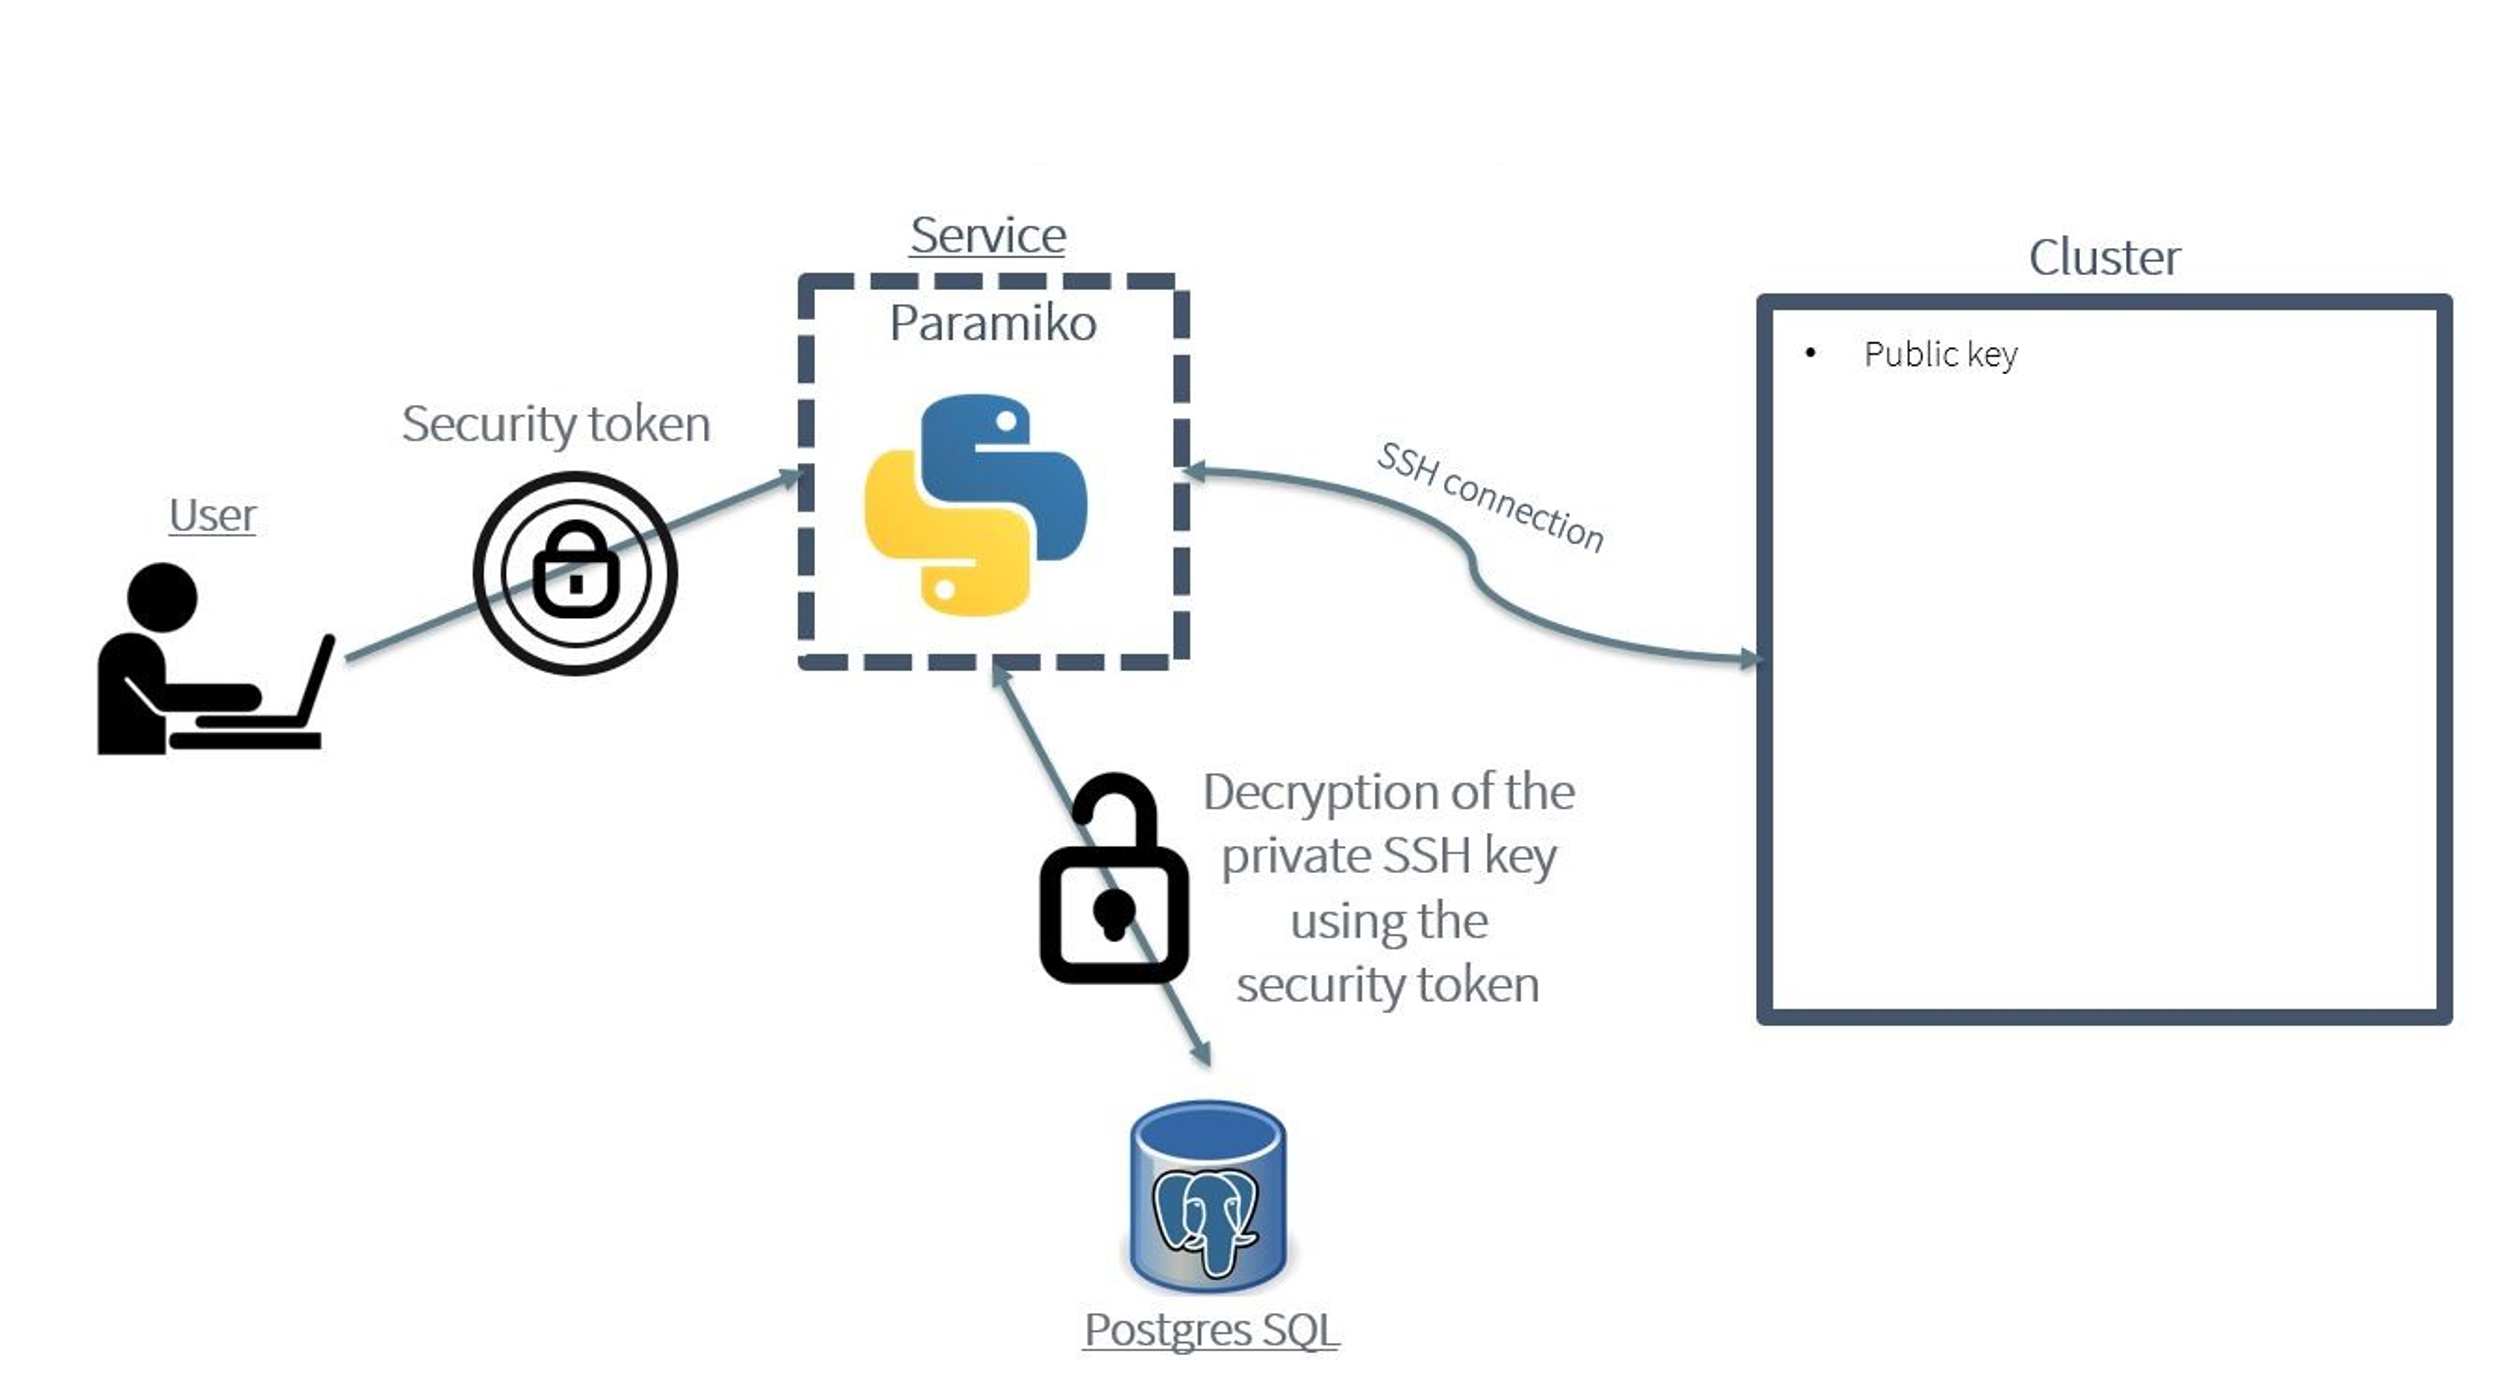 Service
Paramiko
Cluster
• Public key
Security token
User
SSH connection
Decryption of the
private SSH key
using the
security token
Postgres SQL